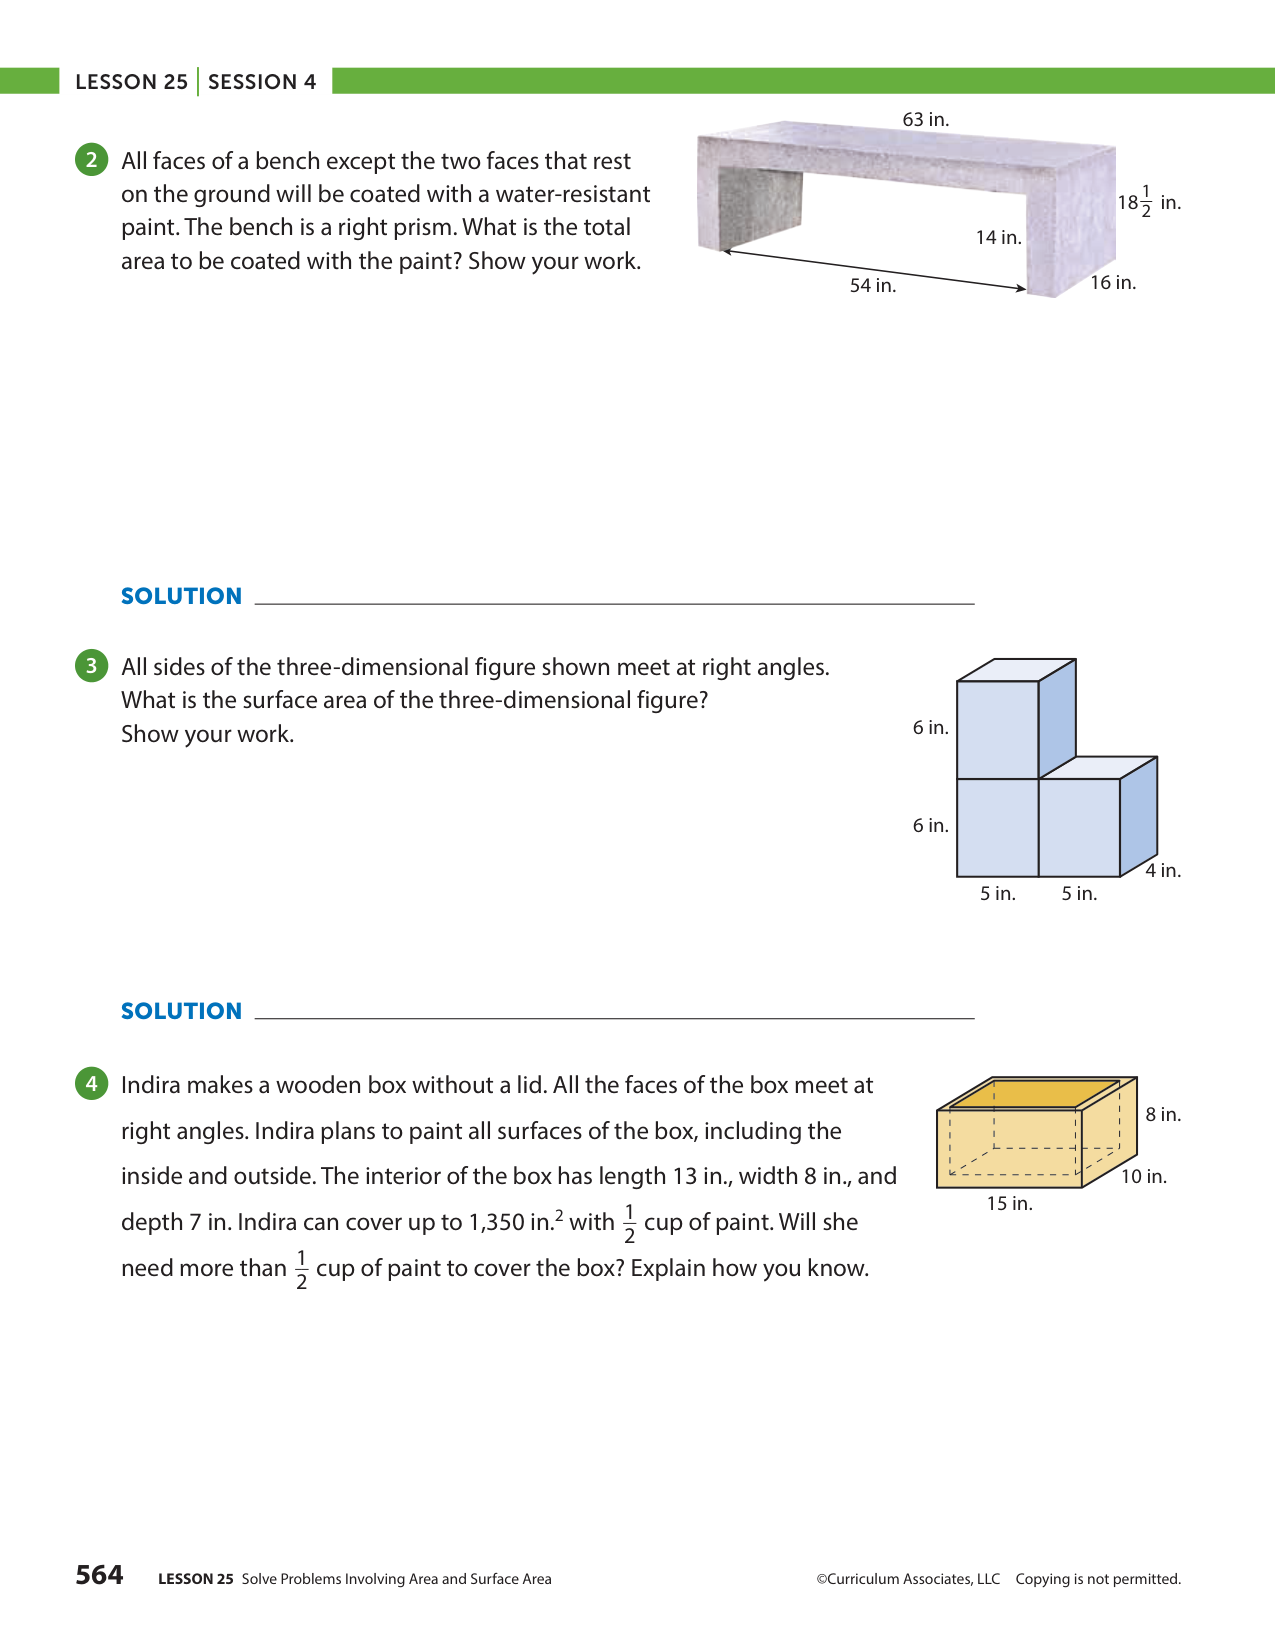 LESSON 25 | SESSION 4
63 in.
2 All faces of a bench except the two faces that rest
on the ground will be coated with a water-resistant
paint. The bench is a right prism. What is the total
area to be coated with the paint? Show your work.
18 1/2 in.
14 in.
54 in.
16 in.
SOLUTION
3 All sides of the three-dimensional figure shown meet at right angles.
What is the surface area of the three-dimensional figure?
Show your work.
6 in.
6 in.
4 in.
5 in. 5 in.
SOLUTION
4 Indira makes a wooden box without a lid. All the faces of the box meet at
right angles. Indira plans to paint all surfaces of the box, including the
inside and outside. The interior of the box has length 13 in., width 8 in., and
depth 7 in. Indira can cover up to 1,350 in.² with 1/2 cup of paint. Will she
need more than 1/2 cup of paint to cover the box? Explain how you know.
8 in.
10 in.
15 in.
564 LESSON 25 Solve Problems Involving Area and Surface Area
©Curriculum Associates, LLC Copying is not permitted.